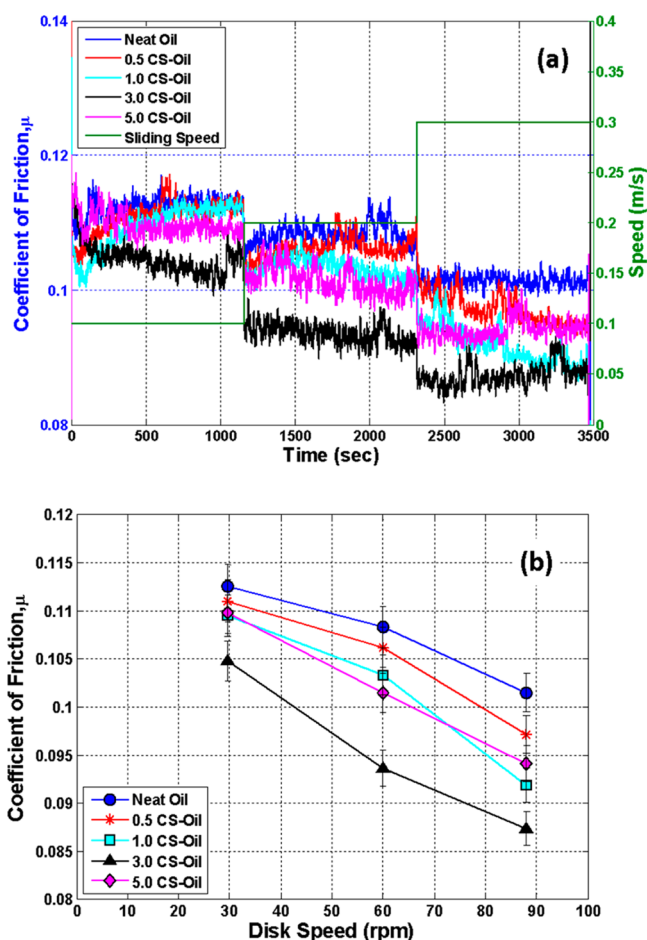 0.14
0.4
Neat Oil
0.5 CS-Oil
1.0 CS-Oil
3.0 CS-Oil
5.0 CS-Oil
Sliding Speed
(a)
0.35
0.3
0.12
0.25
0.2
0.1
0.15
0.1
0.05
0.08
0
Coefficient of Friction,μ
Speed (m/s)
0 500 1000 1500 2000 2500 3000 3500
Time (sec)
0.12
(b)
0.115
0.11
0.105
0.1
0.095
0.09
0.085
0.08
Coefficient of Friction,μ
Neat Oil
0.5 CS-Oil
1.0 CS-Oil
3.0 CS-Oil
5.0 CS-Oil
0 10 20 30 40 50 60 70 80 90 100
Disk Speed (rpm)